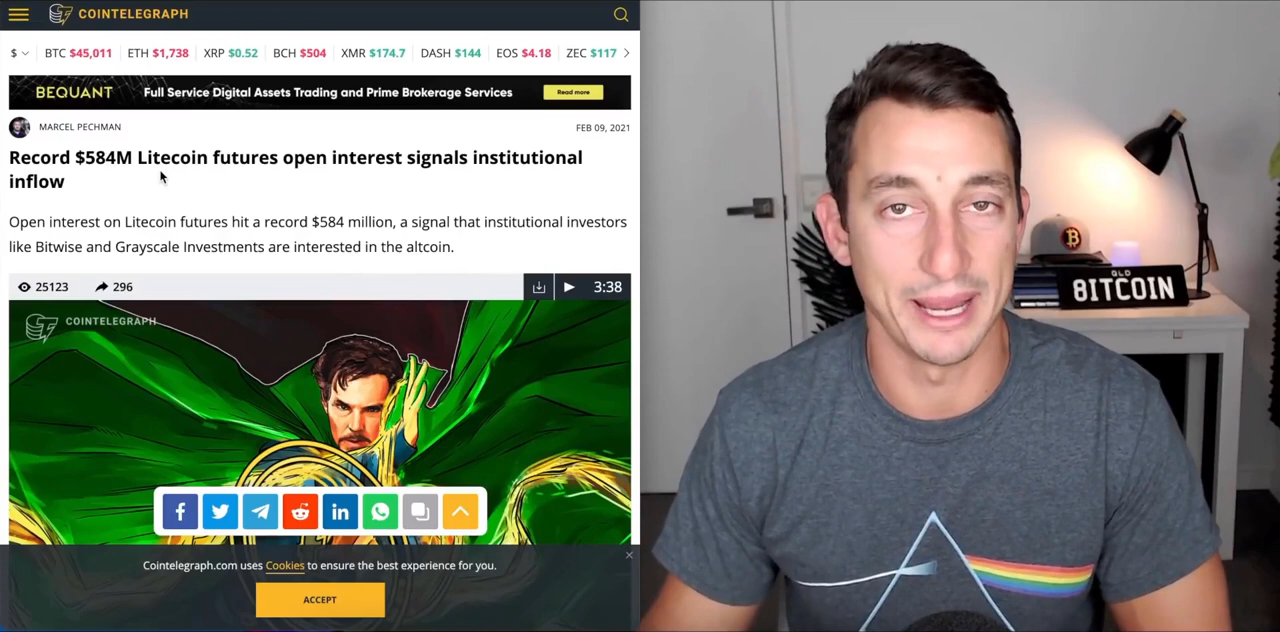 COINTELEGRAPH
$ BTC $45,011 ETH $1,738 XRP $0.52 BCH $504 XMR $174.7 DASH $144 EOS $4.18 ZEC $117
BEQUANT Full Service Digital Assets Trading and Prime Brokerage Services Read more
MARCEL PECHMAN FEB 09, 2021
Record $584M Litecoin futures open interest signals institutional
inflow
Open interest on Litecoin futures hit a record $584 million, a signal that institutional investors
like Bitwise and Grayscale Investments are interested in the altcoin.
25123 296 3:38
COINTELEGRAPH
Cointelegraph.com uses Cookies to ensure the best experience for you.
ACCEPT
QLD
8ITCOIN